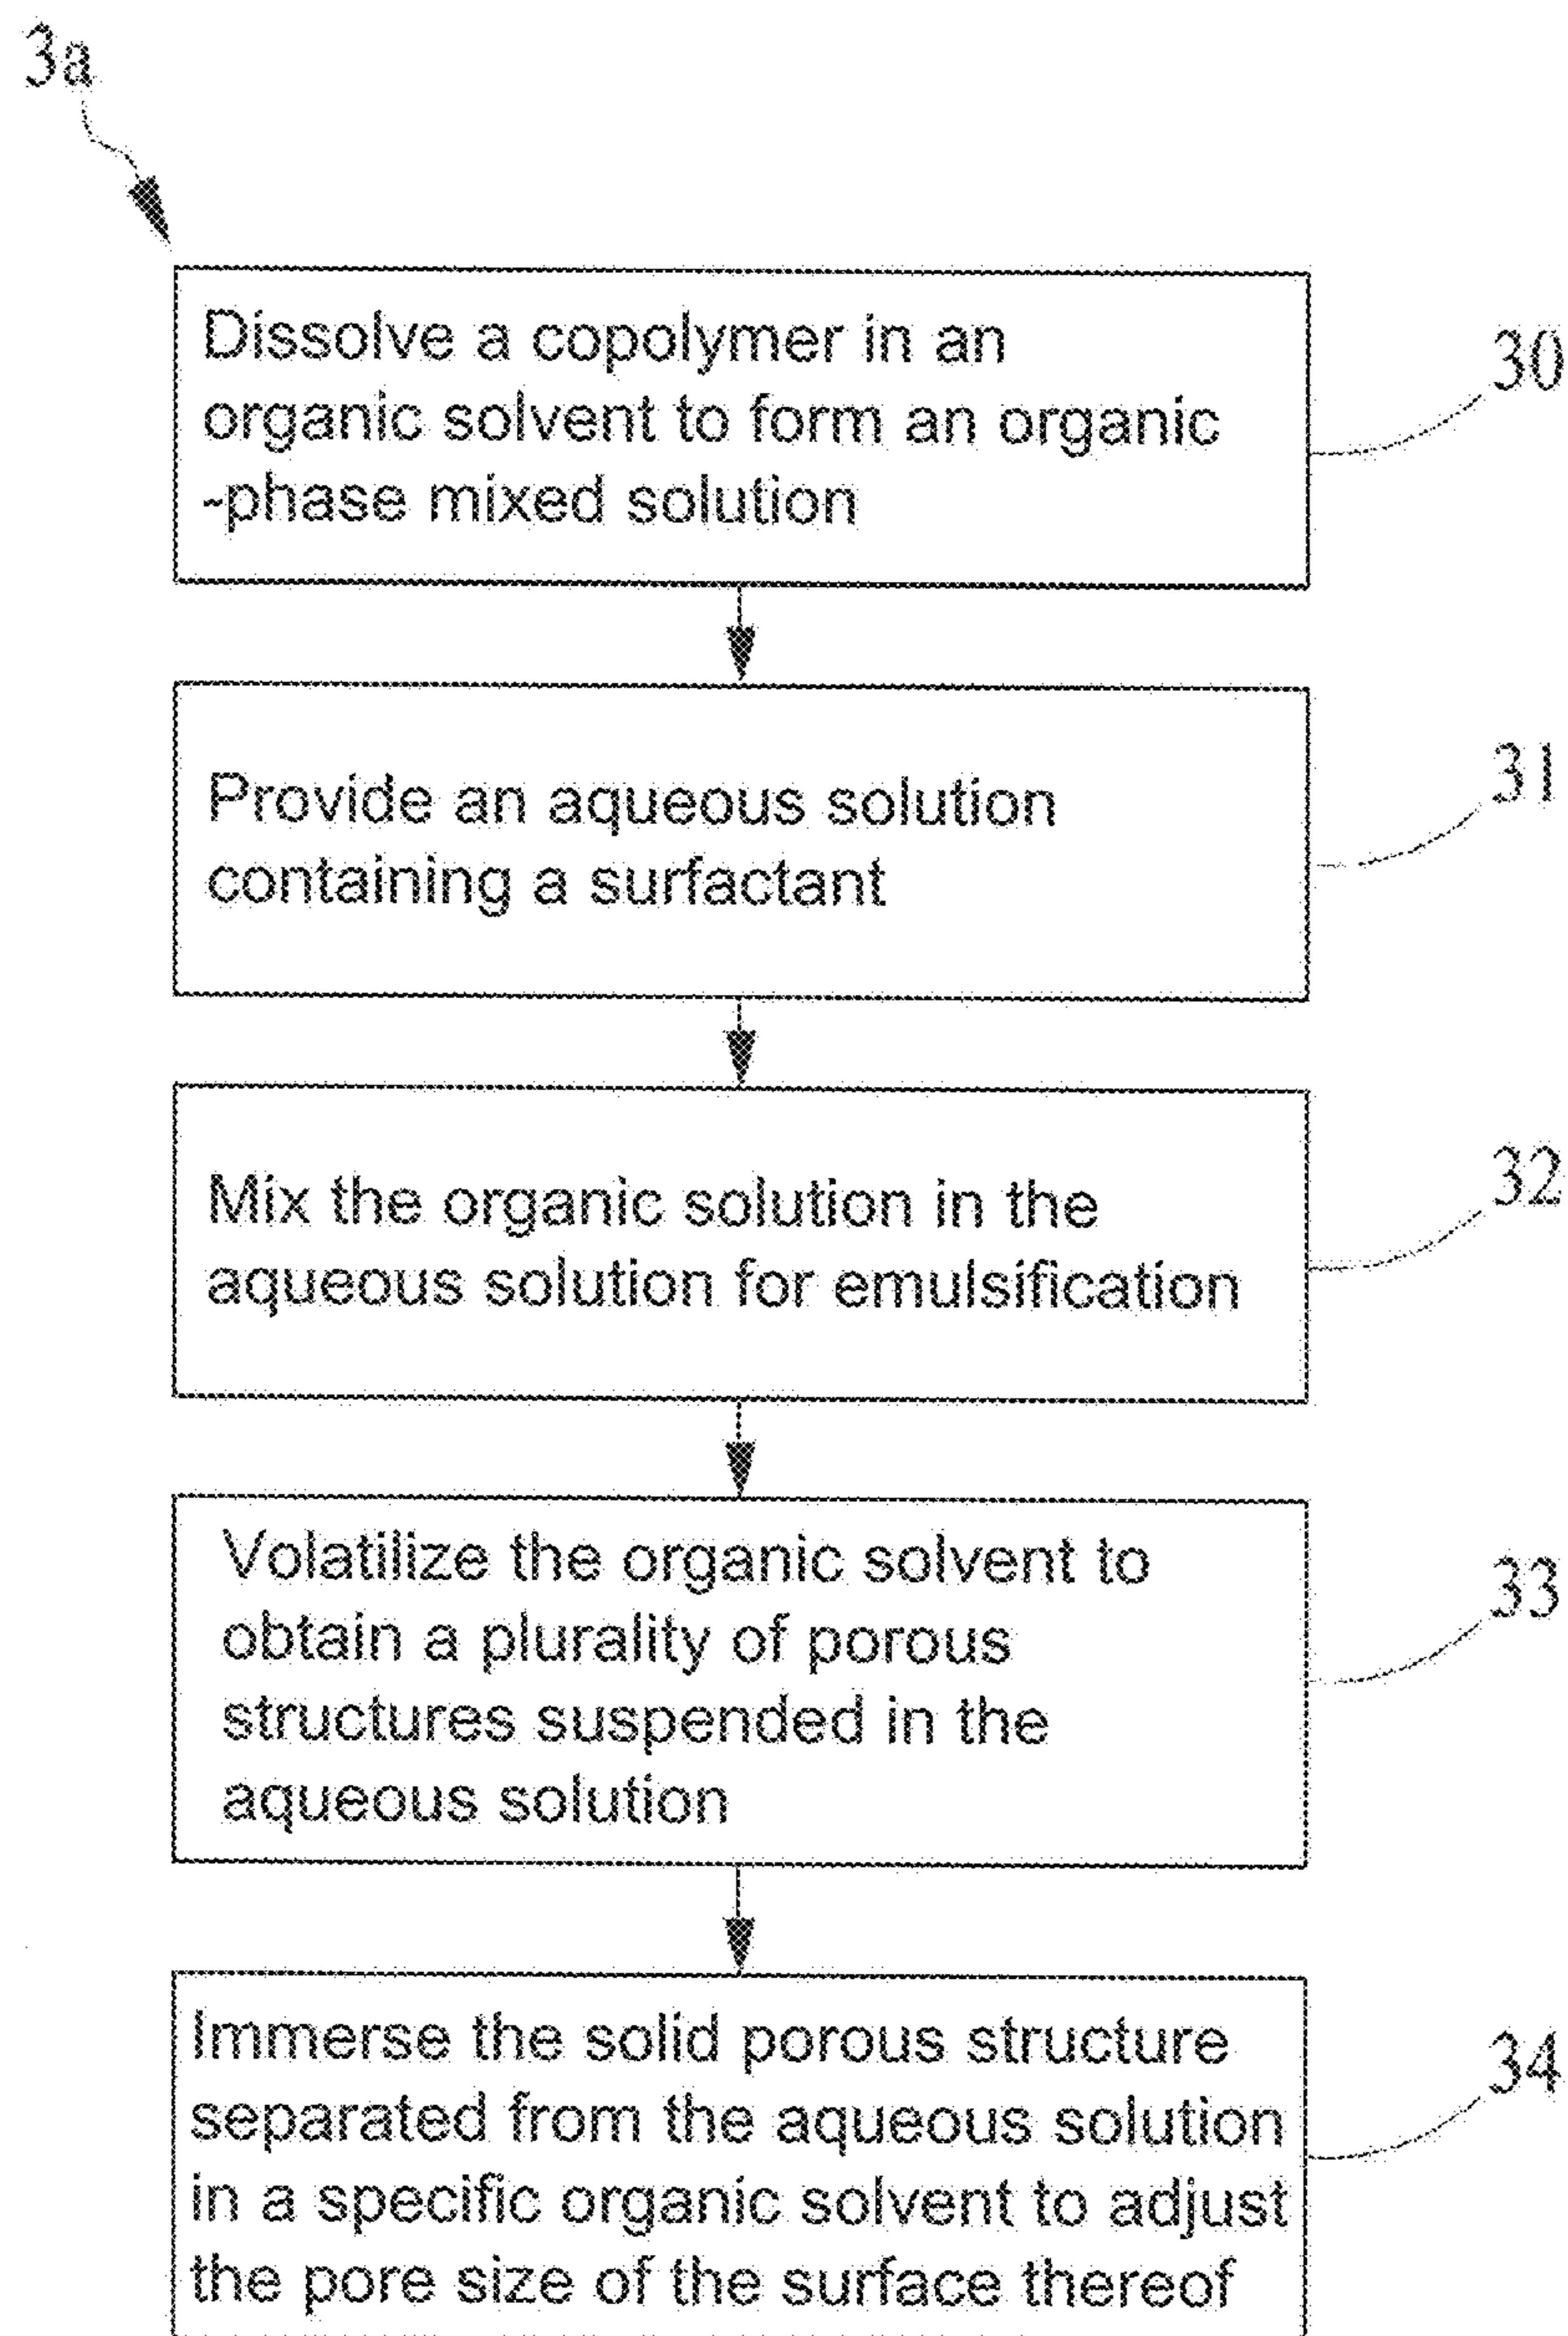 3a
Dissolve a copolymer in an
organic solvent to form an organic
-phase mixed solution
30
Provide an aqueous solution
containing a surfactant
31
Mix the organic solution in the
aqueous solution for emulsification
32
Volatilize the organic solvent to
obtain a plurality of porous
structures suspended in the
aqueous solution
33
Immerse the solid porous structure
separated from the aqueous solution
in a specific organic solvent to adjust
the pore size of the surface thereof
34